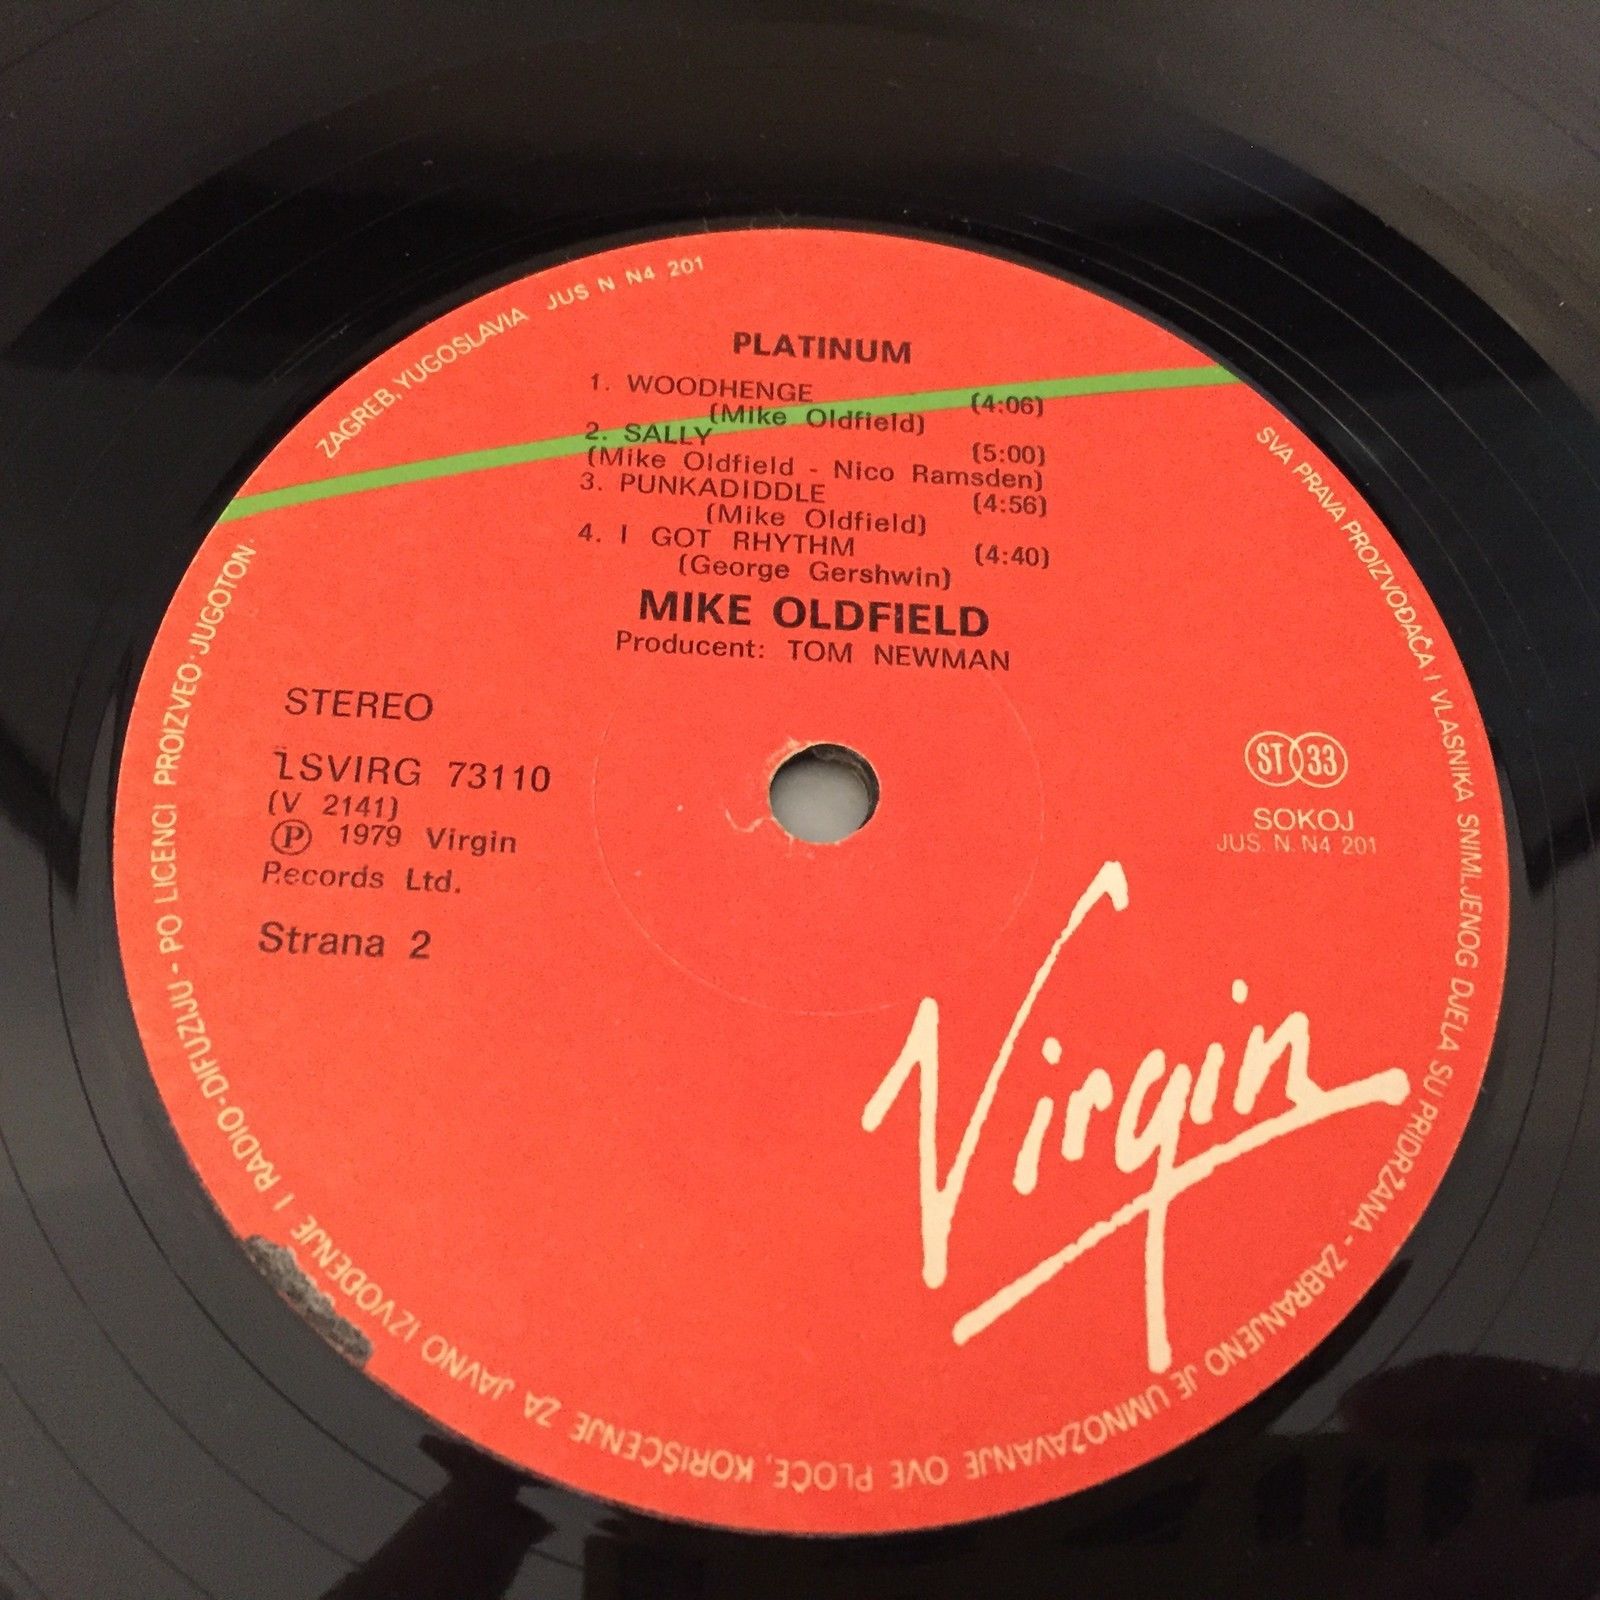 PLATINUM
1. WOODHENGE (4:06)
(Mike Oldfield)
2. SALLY (5:00)
(Mike Oldfield - Nico Ramsden)
3. PUNKADIDDLE (4:56)
(Mike Oldfield)
4. I GOT RHYTHM (4:40)
(George Gershwin)
MIKE OLDFIELD
Producent: TOM NEWMAN
STEREO
LSVIRG 73110
(V 2141)
Ⓟ 1979 Virgin
Records Ltd.
Strana 2
ST 33
SOKOJ
JUS. N. N4 201
Virgin
SVA PRAVA PROIZVOĐAČA I VLASNIKA SNIMLJENOG DJELA SU PRIDRŽANA - ZABRANJENO JE UMNOŽAVANJE OVE PLOČE, KORIŠĆENJE ZA JAVNO IZVOĐENJE I RADIO-DIFUZIJU - PO LICENCI PROIZVEO JUGOTON · ZAGREB, YUGOSLAVIA JUS N N4 201